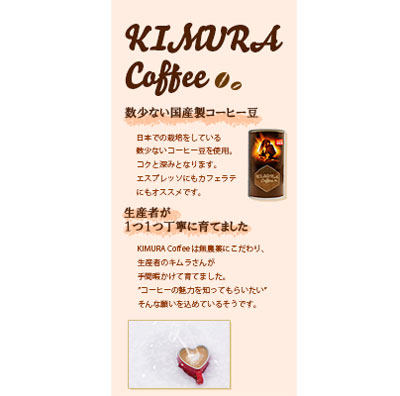 KIMURA
Coffee
数少ない国産製コーヒー豆
日本での栽培をしている
数少ないコーヒー豆を使用。
コクと深みとなります。
エスプレッソにもカフェラテ
にもオススメです。
KIMURA
Coffee
生産者が
1つ1つ丁寧に育てました
KIMURA Coffeeは無農薬にこだわり、
生産者のキムラさんが
手間暇かけて育てました。
"コーヒーの魅力を知ってもらいたい"
そんな願いを込めているそうです。